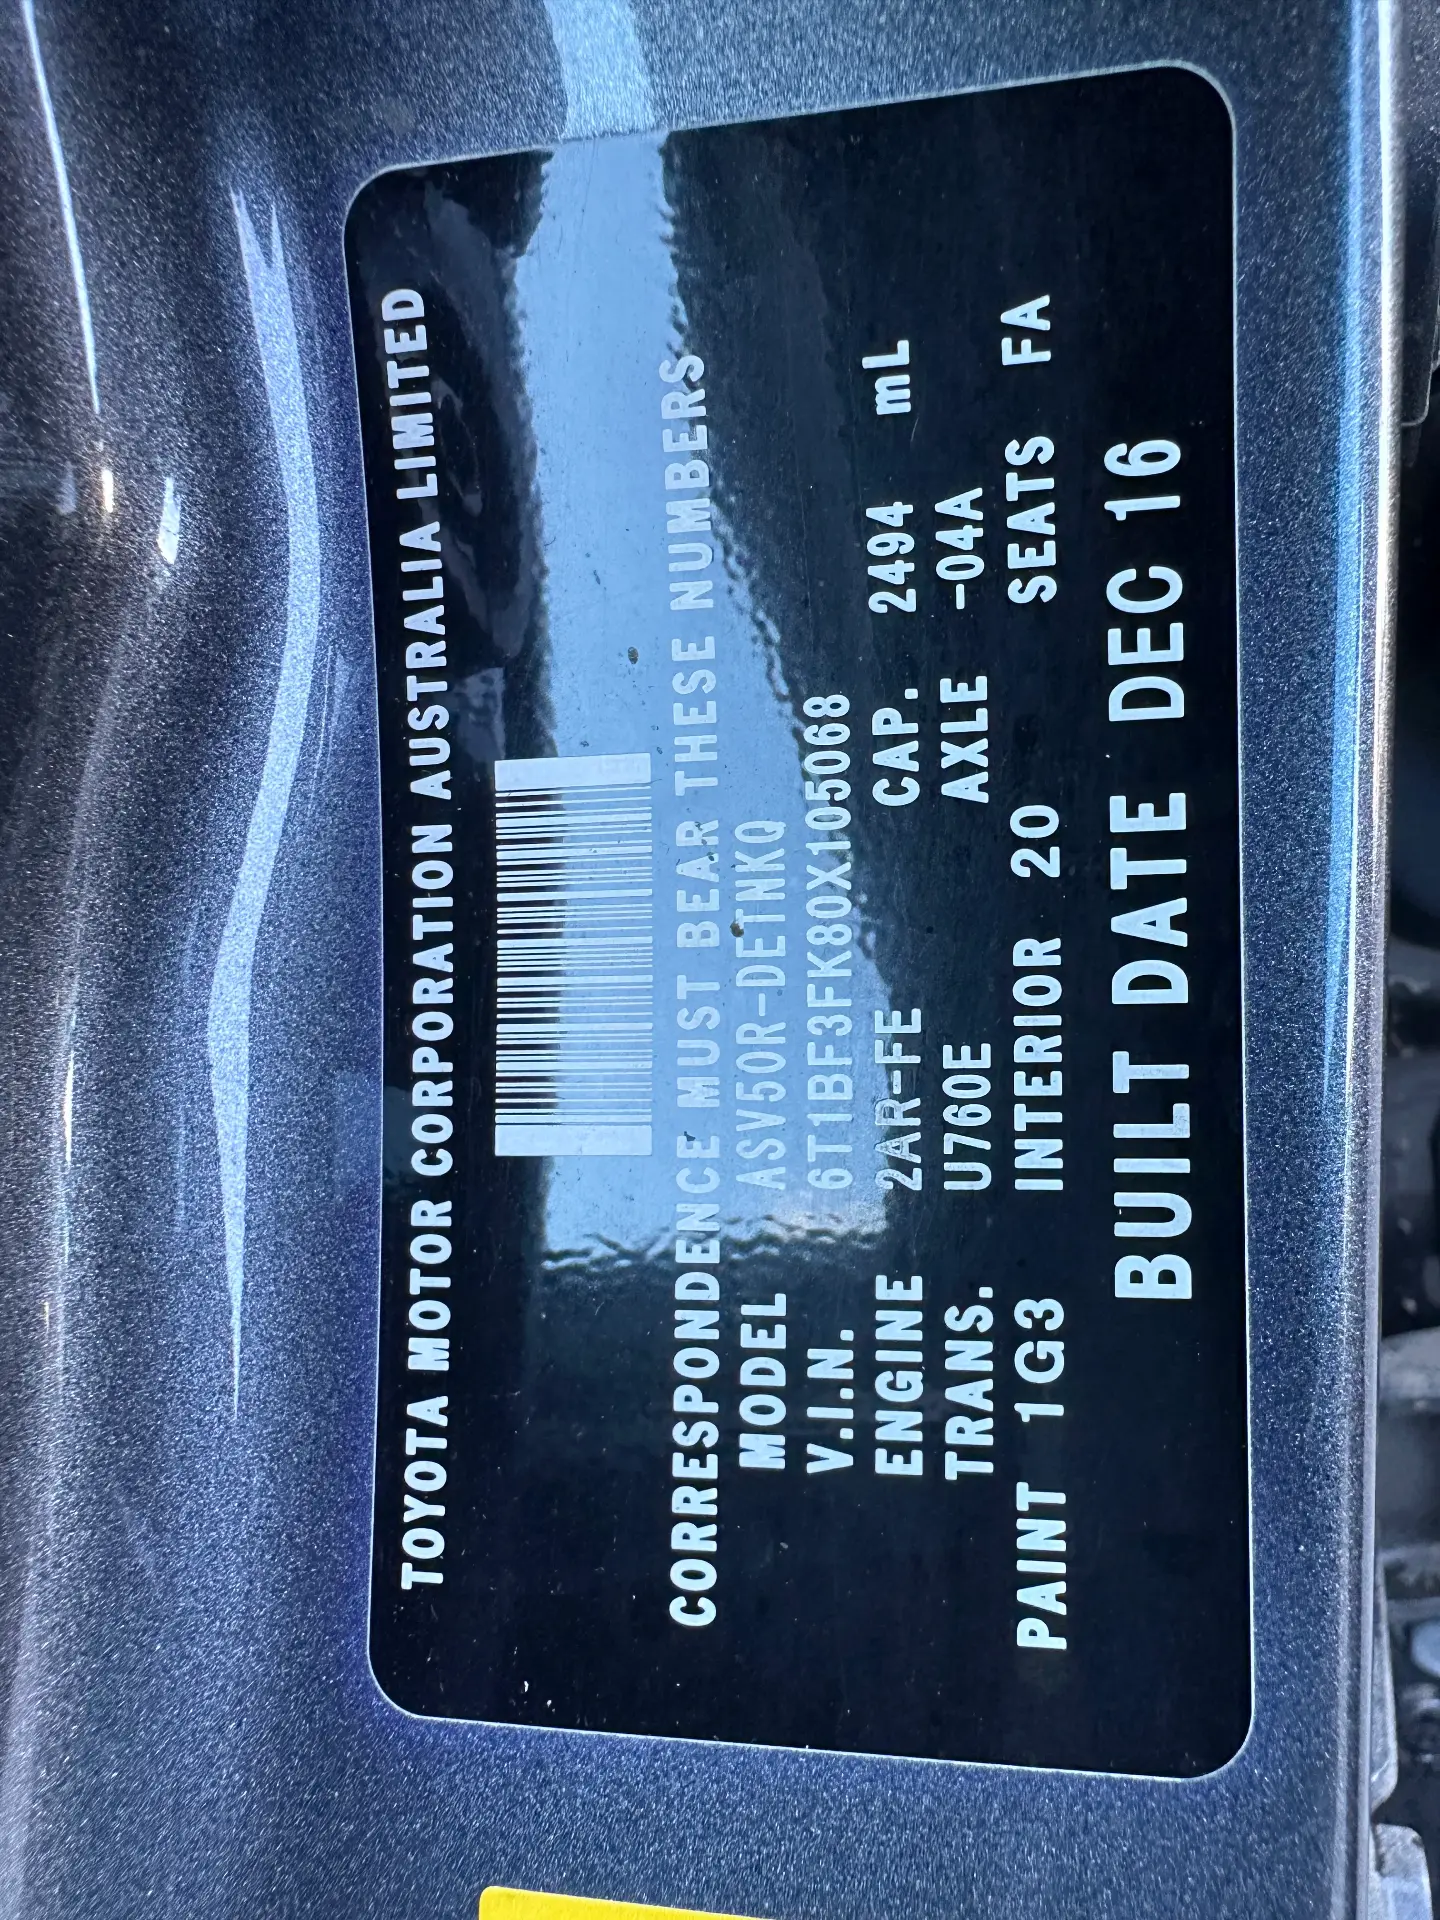 TOYOTA MOTOR CORPORATION AUSTRALIA LIMITED
CORRESPONDENCE MUST BEAR THESE NUMBERS
MODEL ASV50R-DETNKQ
V.I.N. 6T1BF3FK80X105068
ENGINE 2AR-FE CAP. 2494 mL
TRANS. U760E AXLE -04A
PAINT 1G3 INTERIOR 20 SEATS FA
BUILT DATE DEC 16